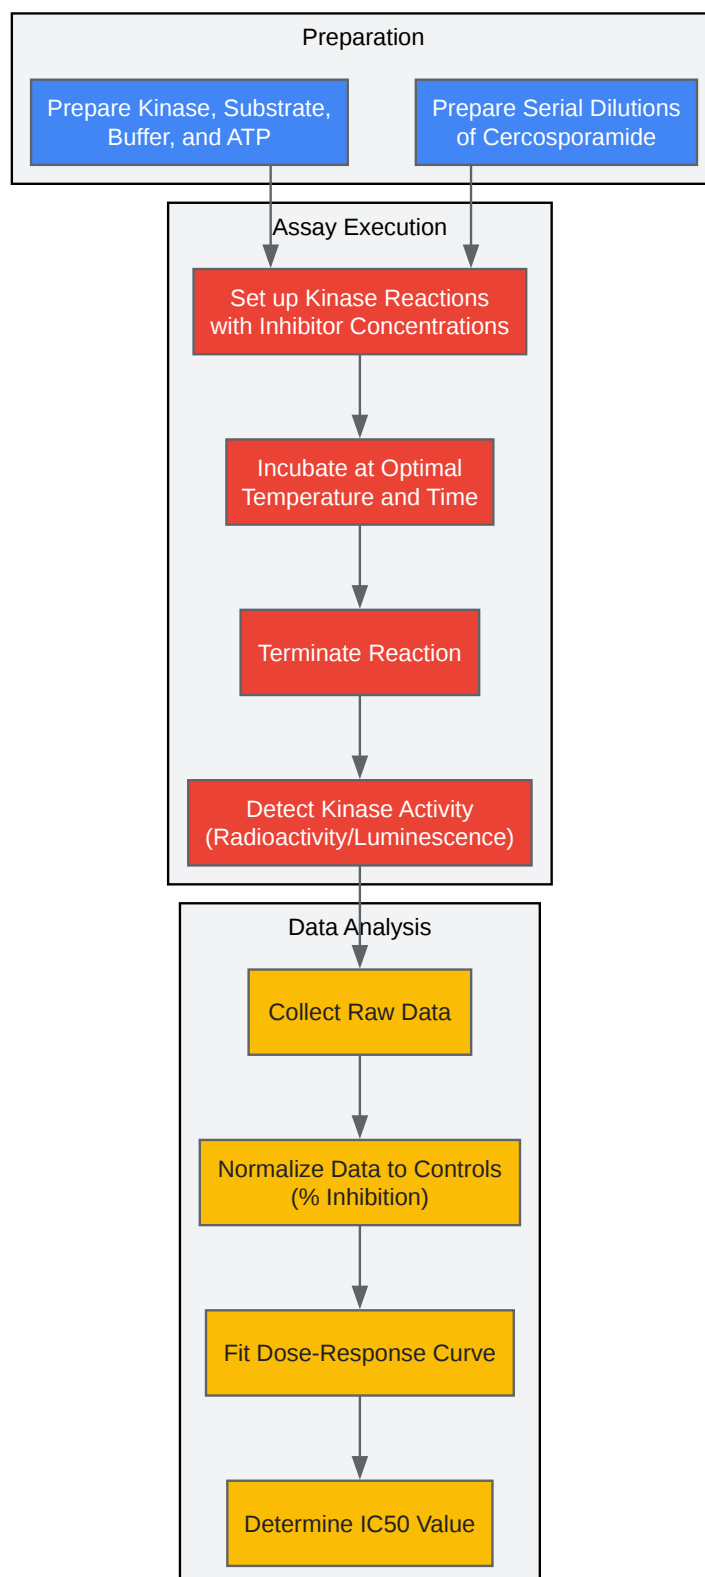 Preparation
Prepare Kinase, Substrate,
Buffer, and ATP
Prepare Serial Dilutions
of Cercosporamide
Assay Execution
Set up Kinase Reactions
with Inhibitor Concentrations
Incubate at Optimal
Temperature and Time
Terminate Reaction
Detect Kinase Activity
(Radioactivity/Luminescence)
Data Analysis
Collect Raw Data
Normalize Data to Controls
(% Inhibition)
Fit Dose-Response Curve
Determine IC50 Value